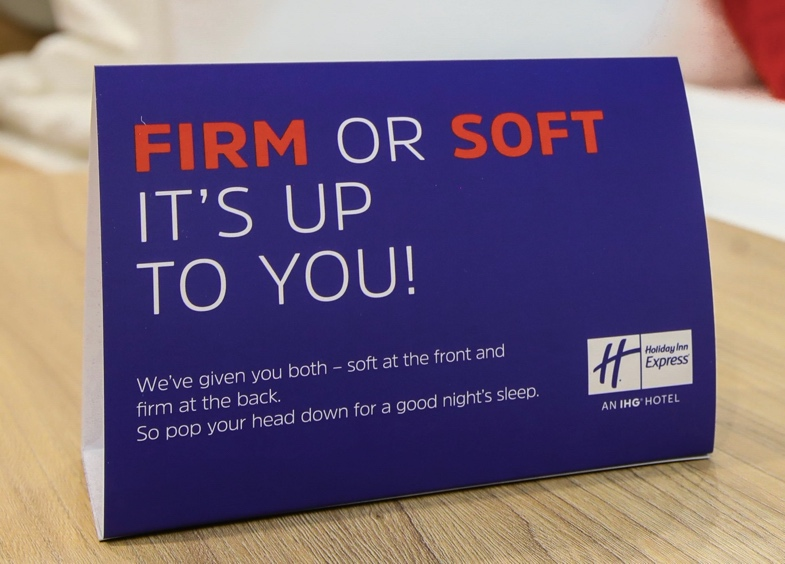 FIRM OR SOFT
IT'S UP
TO YOU!
We've given you both – soft at the front and
firm at the back.
So pop your head down for a good night's sleep.
H
Holiday Inn
Express®
AN IHG® HOTEL